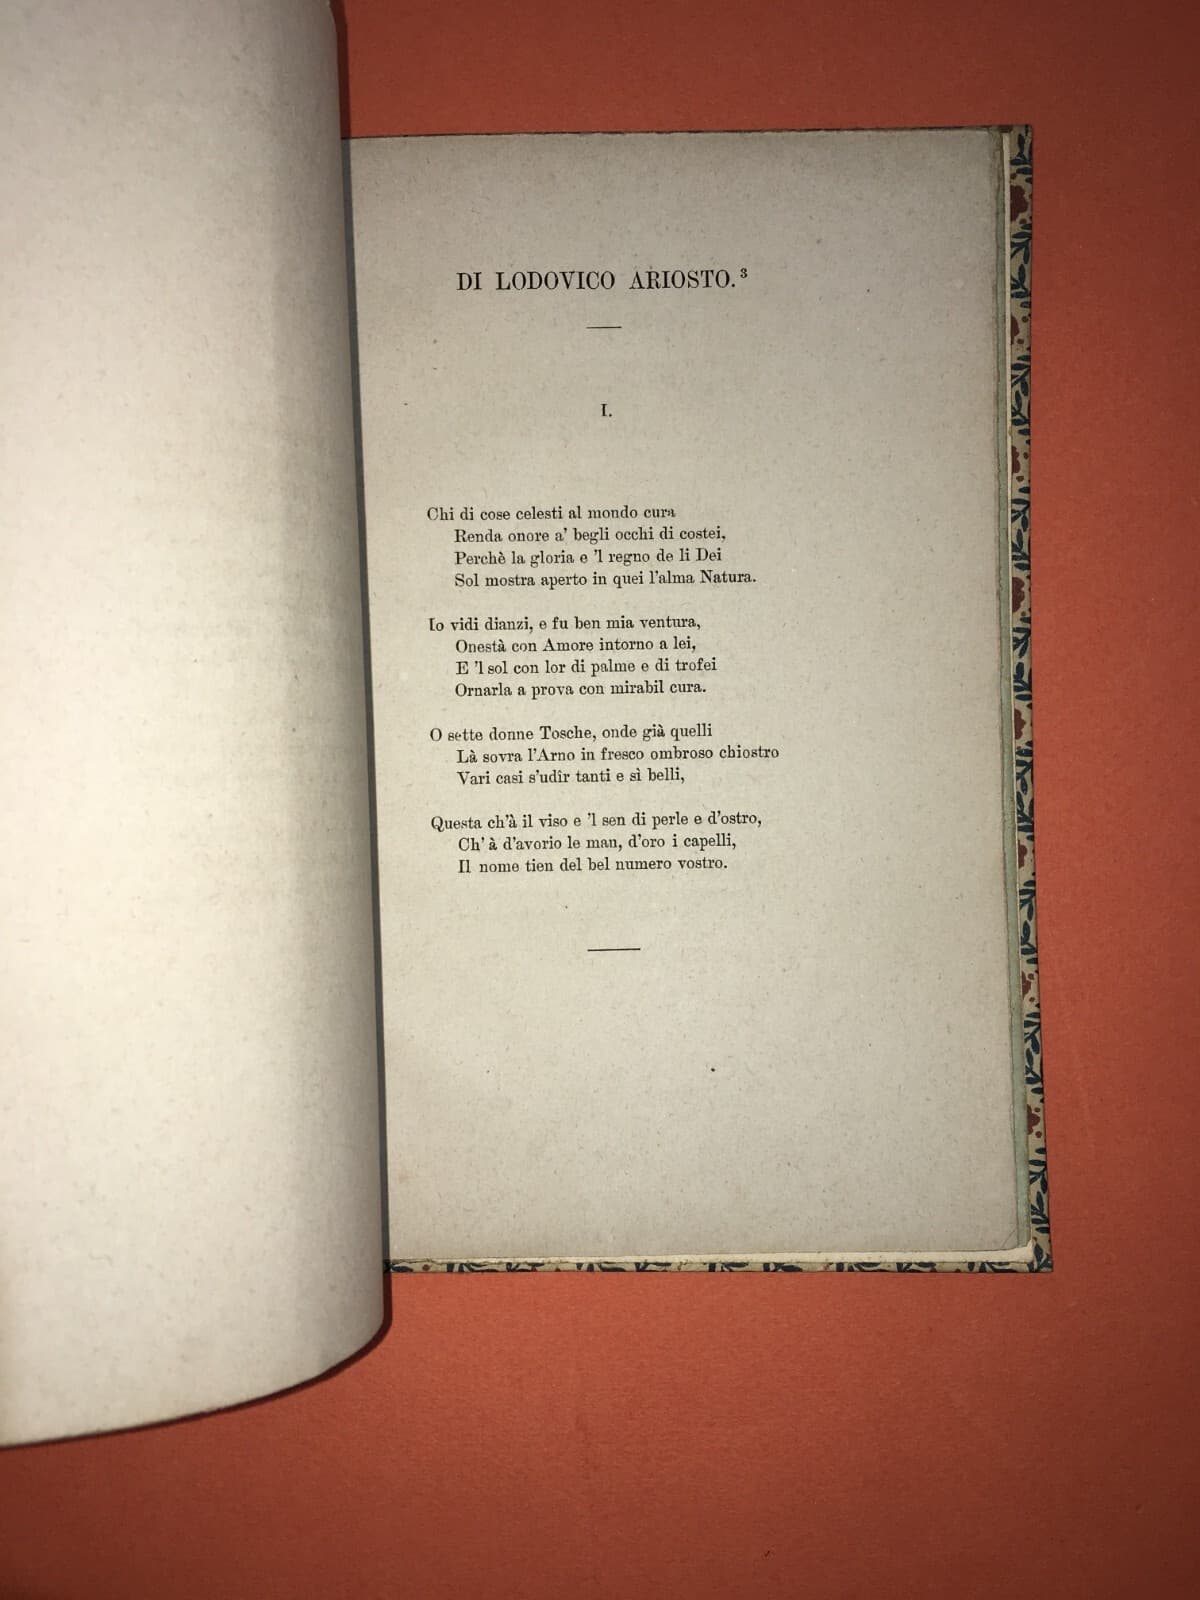 DI LODOVICO ARIOSTO.³
I.
Chi di cose celesti al mondo cura
Renda onore a' begli occhi di costei,
Perchè la gloria e 'l regno de li Dei
Sol mostra aperto in quei l'alma Natura.
Io vidi dianzi, e fu ben mia ventura,
Onestà con Amore intorno a lei,
E 'l sol con lor di palme e di trofei
Ornarla a prova con mirabil cura.
O sette donne Tosche, onde già quelli
Là sovra l'Arno in fresco ombroso chiostro
Vari casi s'udîr tanti e sì belli,
Questa ch'à il viso e 'l sen di perle e d'ostro,
Ch' à d'avorio le man, d'oro i capelli,
Il nome tien del bel numero vostro.